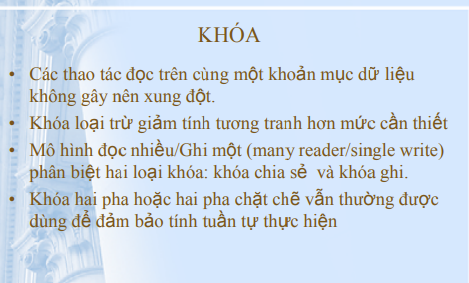 KHÓA
• Các thao tác đọc trên cùng một khoản mục dữ liệu
không gây nên xung đột.
• Khóa loại trừ giảm tính tương tranh hơn mức cần thiết
• Mô hình đọc nhiều/Ghi một (many reader/single write)
phân biệt hai loại khóa: khóa chia sẻ và khóa ghi.
• Khóa hai pha hoặc hai pha chặt chẽ vẫn thường được
dùng để đảm bảo tính tuần tự thực hiện